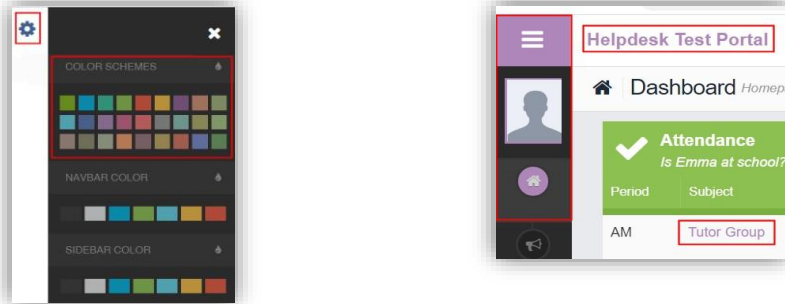 COLOR SCHEMES
NAVBAR COLOR
SIDEBAR COLOR
Helpdesk Test Portal
Dashboard
Attendance
Is Emma at school?
Period Subject
AM Tutor Group